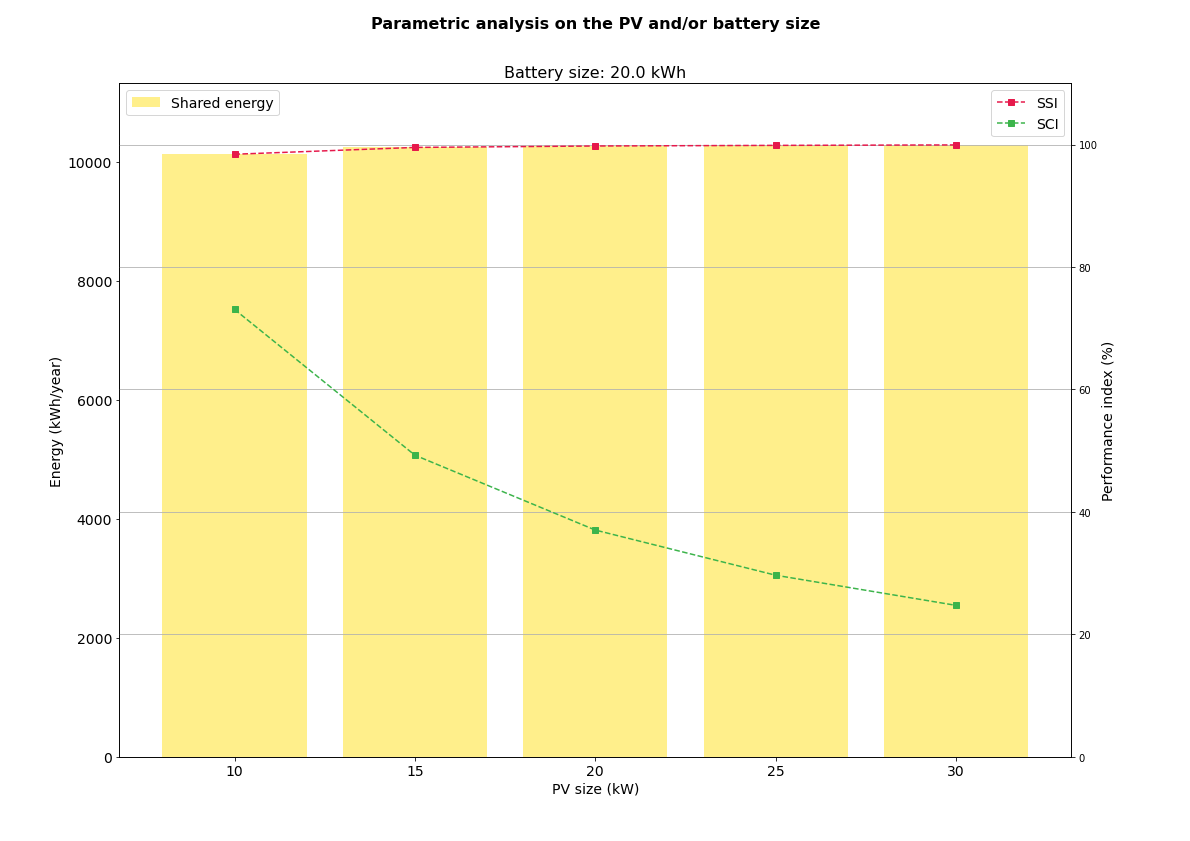 Parametric analysis on the PV and/or battery size
Battery size: 20.0 kWh
Shared energy
SSI
SCI
10000
8000
6000
4000
2000
0
Energy (kWh/year)
100
80
60
40
20
0
Performance index (%)
10 15 20 25 30
PV size (kW)